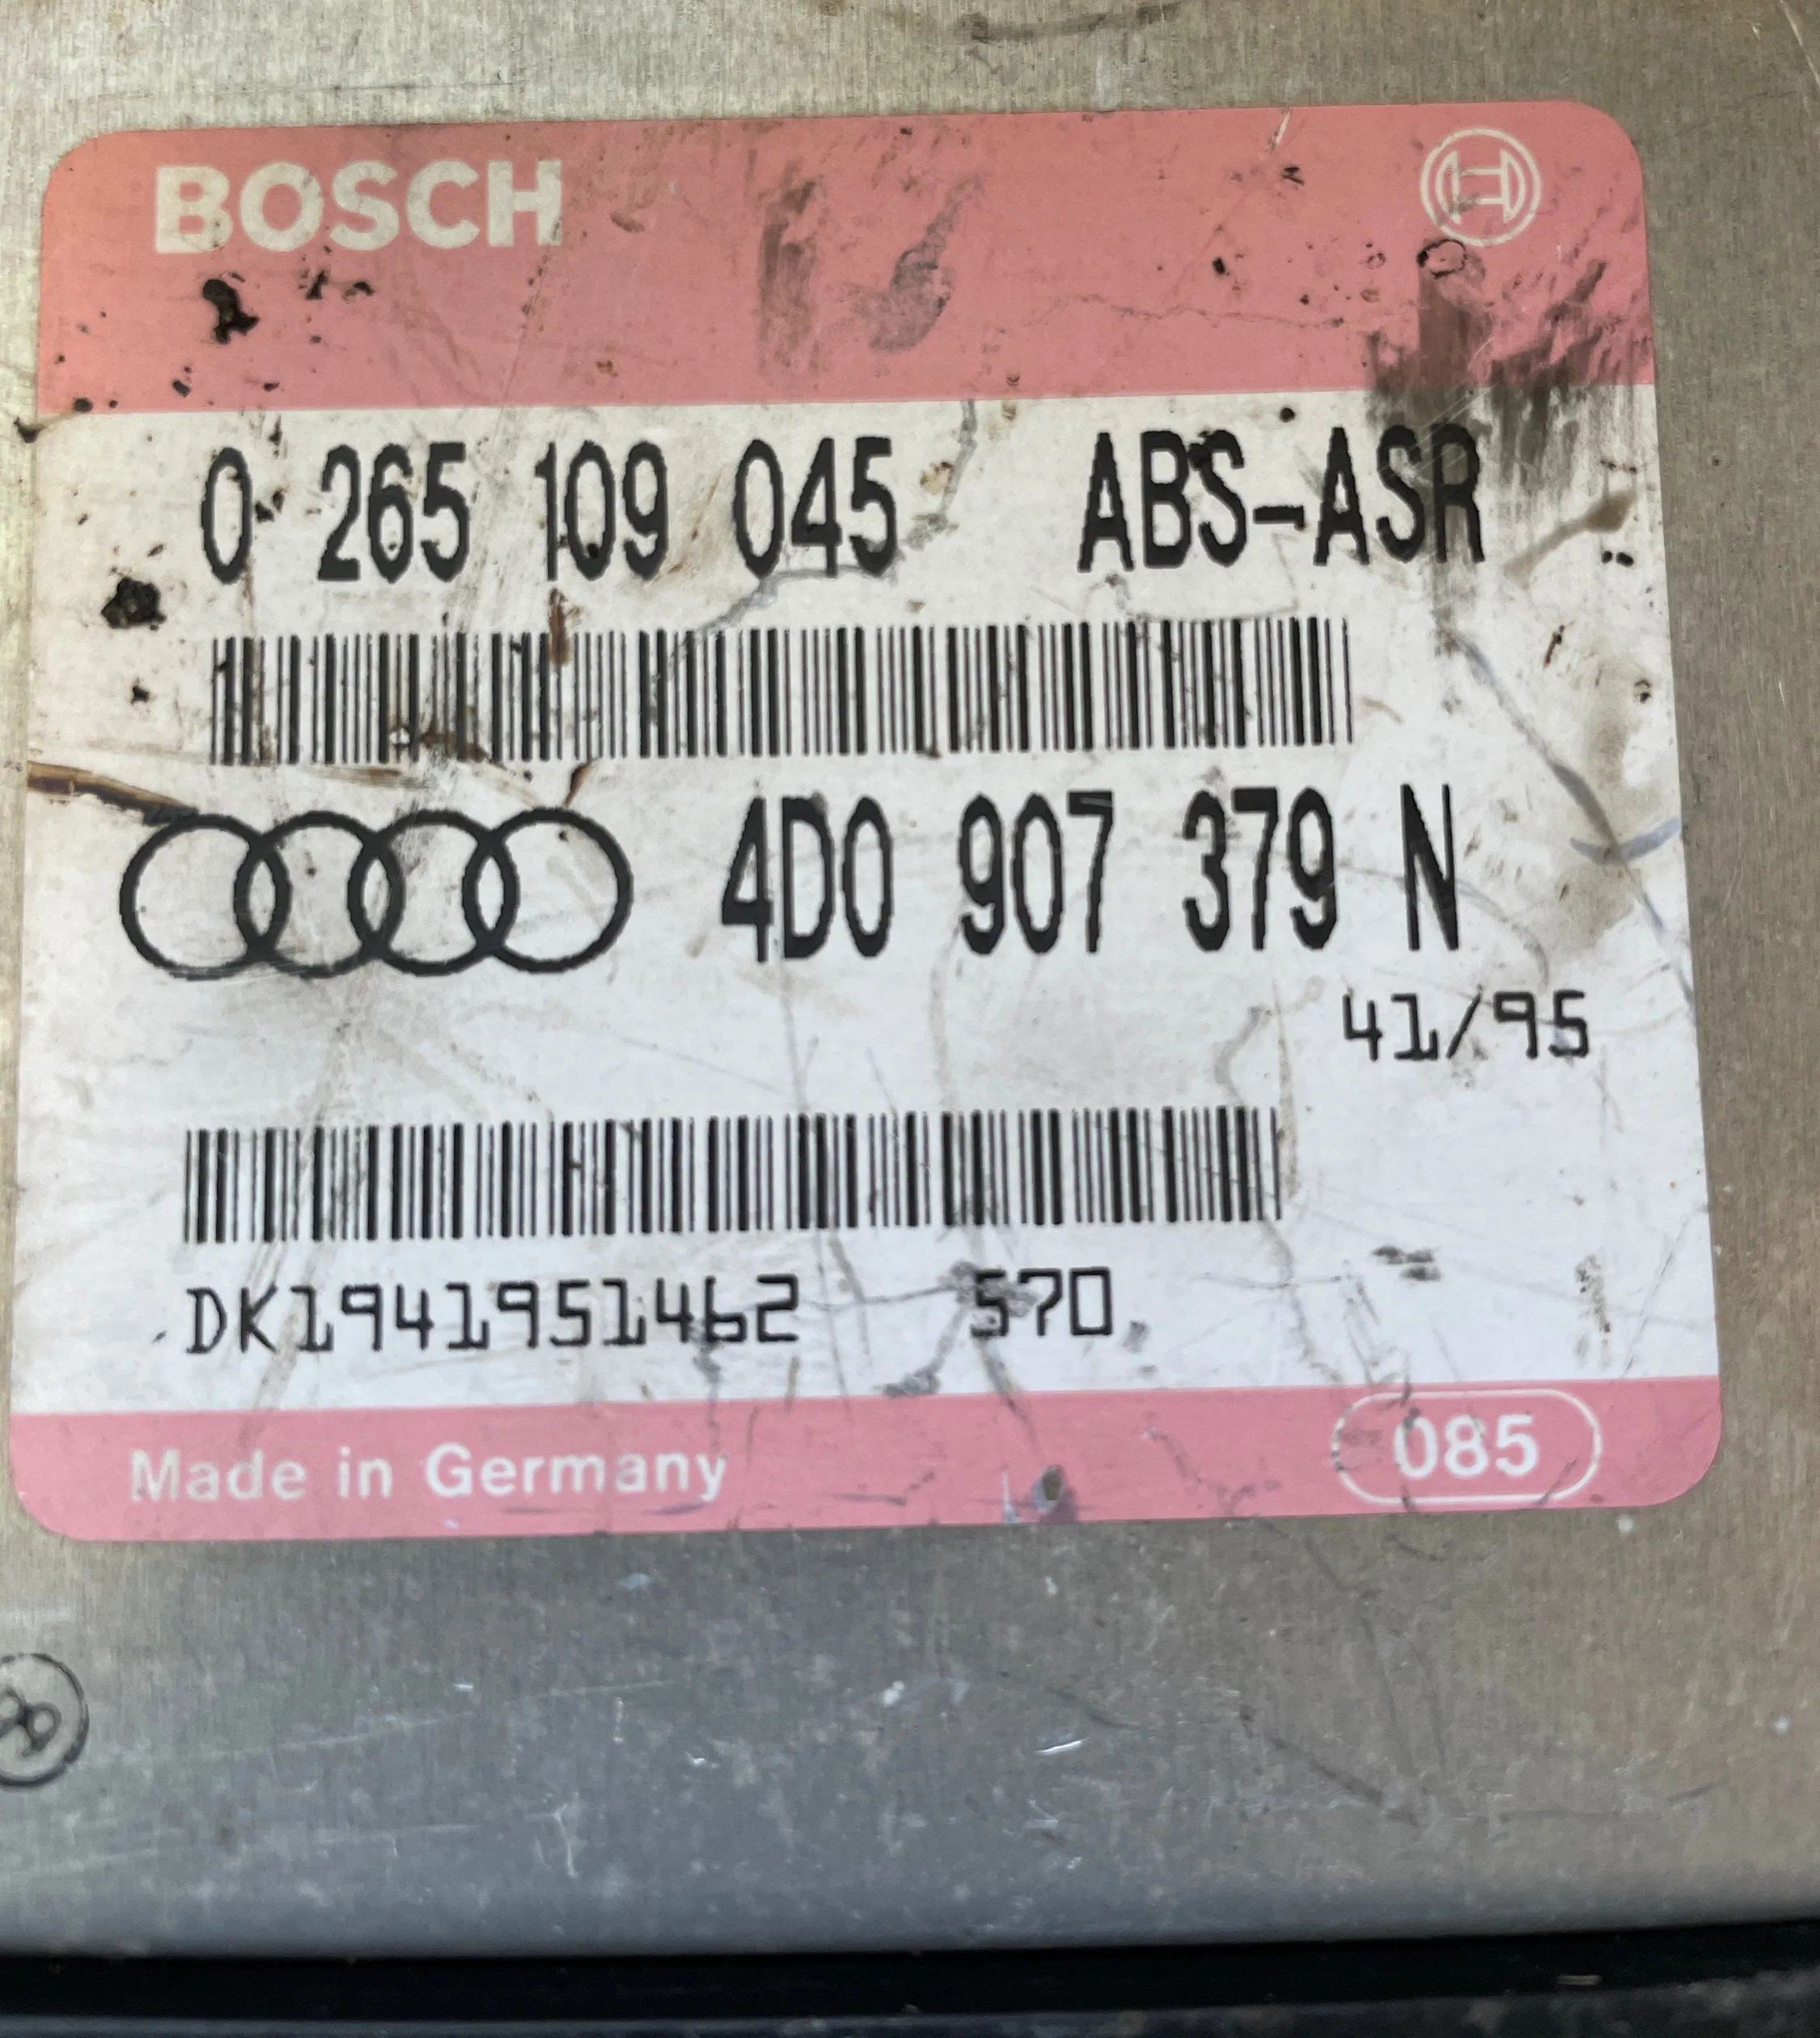 BOSCH
0 265 109 045 ABS-ASR
4D0 907 379 N
41/95
DK1941951462 570
Made in Germany 085